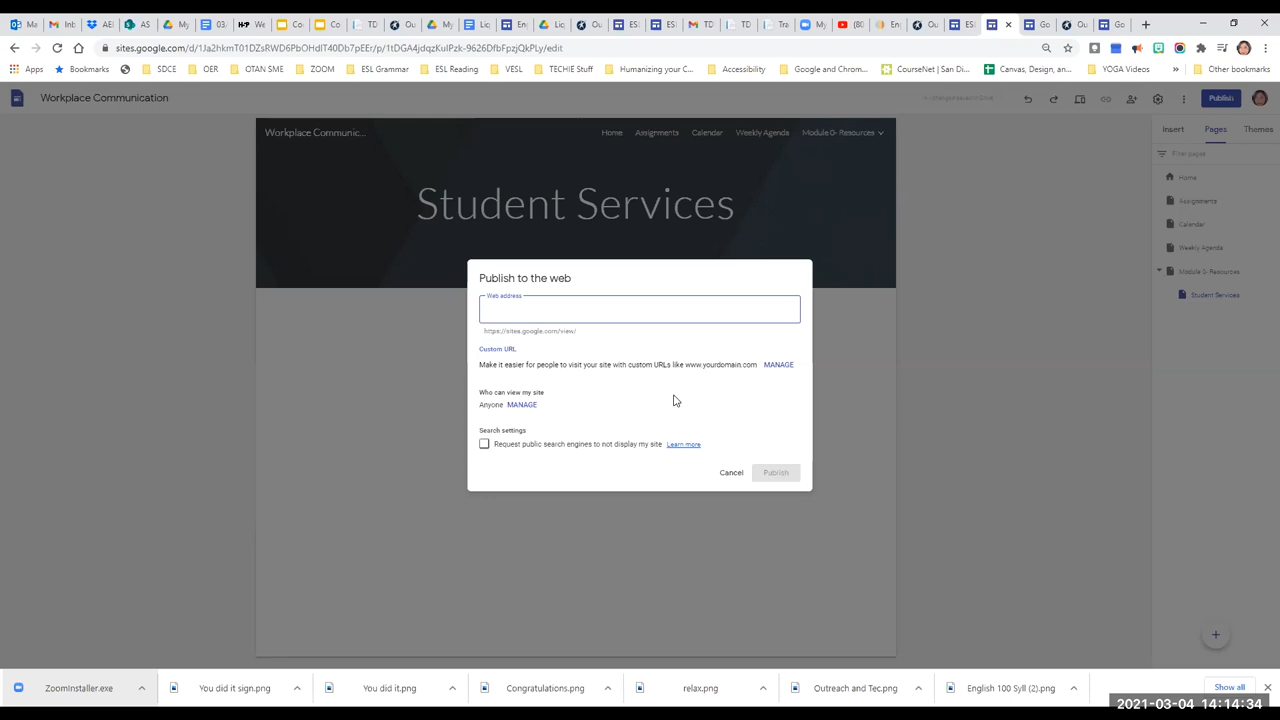 sites.google.com/d/1Ja2hkmT01DZsRWD6PbOHdlT40Db7pEEr/p/1tDGA4jdqzKuIPzk-9626DfbFpzjQkPLy/edit
Apps Bookmarks SDCE OER OTAN SME ZOOM ESL Grammar ESL Reading VESL TECHIE Stuff Humanizing your C... Accessibility Google and Chrom... CourseNet | San Di... Canvas, Design, an... YOGA Videos » Other bookmarks
Workplace Communication
Publish
Workplace Communic...
Home Assignments Calendar Weekly Agenda Module 0- Resources
Insert Pages Themes
Filter pages
Home
Assignments
Calendar
Weekly Agenda
Module 0- Resources
Student Services
Student Services
Publish to the web
Web address
https://sites.google.com/view/
Custom URL
Make it easier for people to visit your site with custom URLs like www.yourdomain.com MANAGE
Who can view my site
Anyone MANAGE
Search settings
Request public search engines to not display my site Learn more
Cancel Publish
ZoomInstaller.exe You did it sign.png You did it.png Congratulations.png relax.png Outreach and Tec.png English 100 Syll (2).png Show all
2021-03-04 14:14:34